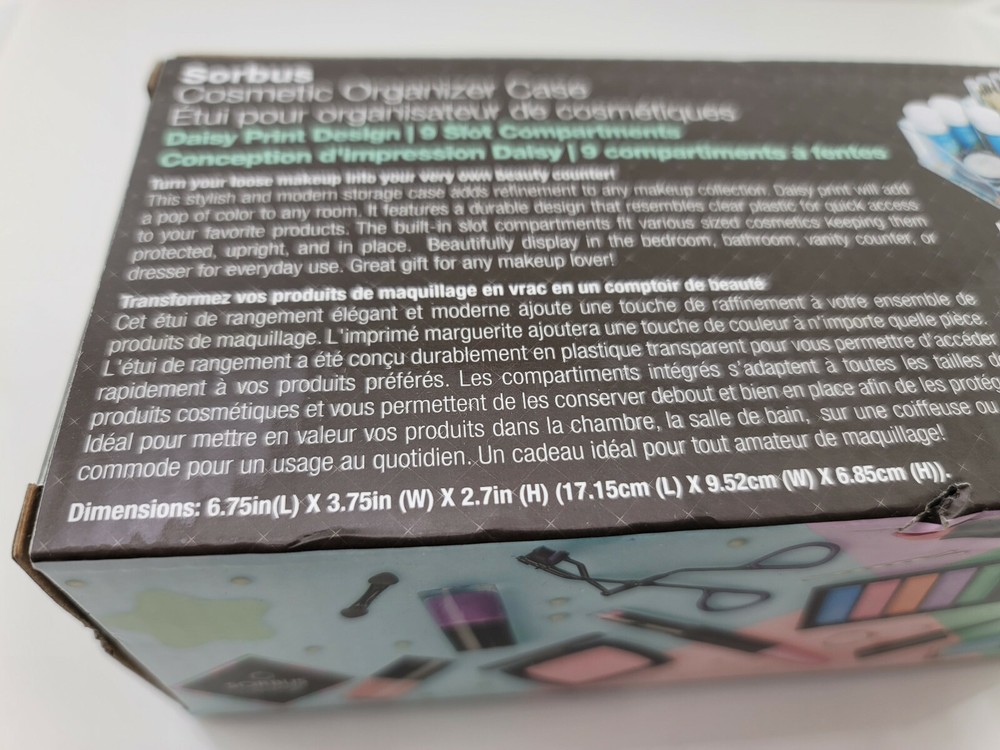 Sorbus
Cosmetic Organizer Case
Étui pour organisateur de cosmétiques
Daisy Print Design | 9 Slot Compartments
Conception d'impression Daisy | 9 compartiments à fentes
Turn your loose makeup into your very own beauty counter!
This stylish and modern storage case adds refinement to any makeup collection. Daisy print will add
a pop of color to any room. It features a durable design that resembles clear plastic for quick access
to your favorite products. The built-in slot compartments fit various sized cosmetics keeping them
protected, upright, and in place. Beautifully display in the bedroom, bathroom, vanity counter, or
dresser for everyday use. Great gift for any makeup lover!
Transformez vos produits de maquillage en vrac en un comptoir de beauté
Cet étui de rangement élégant et moderne ajoute une touche de raffinement à votre ensemble de
produits de maquillage. L'imprimé marguerite ajoutera une touche de couleur à n'importe quelle pièce.
L'étui de rangement a été conçu durablement en plastique transparent pour vous permettre d'accéder
rapidement à vos produits préférés. Les compartiments intégrés s'adaptent à toutes les tailles d
produits cosmétiques et vous permettent de les conserver debout et bien en place afin de les protég
Idéal pour mettre en valeur vos produits dans la chambre, la salle de bain, sur une coiffeuse ou
commode pour un usage au quotidien. Un cadeau idéal pour tout amateur de maquillage!
Dimensions: 6.75in(L) X 3.75in (W) X 2.7in (H) (17.15cm (L) X 9.52cm (W) X 6.85cm (H)).
SORBUS